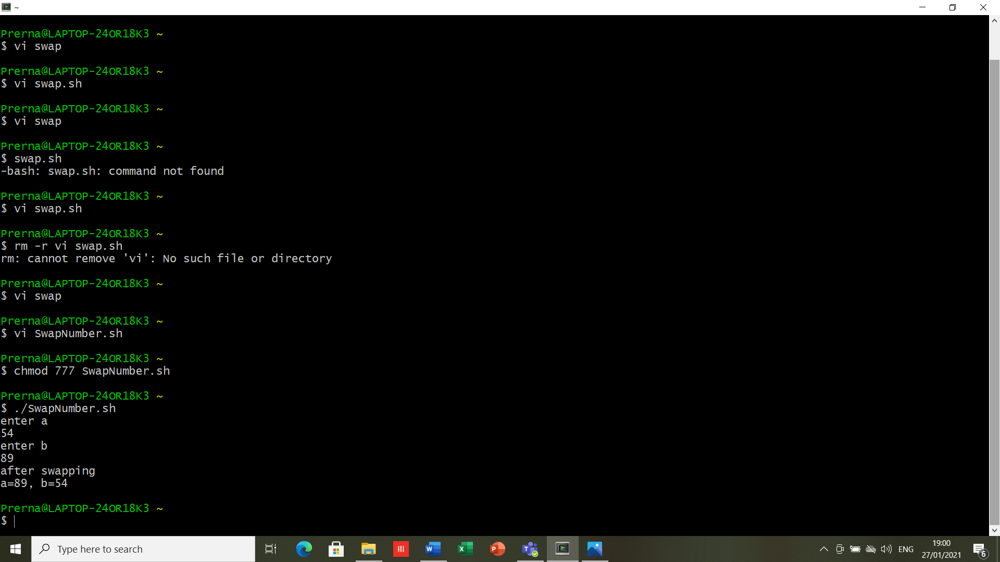 ~
Prerna@LAPTOP-24OR18K3 ~
$ vi swap
Prerna@LAPTOP-24OR18K3 ~
$ vi swap.sh
Prerna@LAPTOP-24OR18K3 ~
$ vi swap
Prerna@LAPTOP-24OR18K3 ~
$ swap.sh
-bash: swap.sh: command not found
Prerna@LAPTOP-24OR18K3 ~
$ vi swap.sh
Prerna@LAPTOP-24OR18K3 ~
$ rm -r vi swap.sh
rm: cannot remove 'vi': No such file or directory
Prerna@LAPTOP-24OR18K3 ~
$ vi swap
Prerna@LAPTOP-24OR18K3 ~
$ vi SwapNumber.sh
Prerna@LAPTOP-24OR18K3 ~
$ chmod 777 SwapNumber.sh
Prerna@LAPTOP-24OR18K3 ~
$ ./SwapNumber.sh
enter a
54
enter b
89
after swapping
a=89, b=54
Prerna@LAPTOP-24OR18K3 ~
$
Type here to search
ENG
19:00
27/01/2021
6